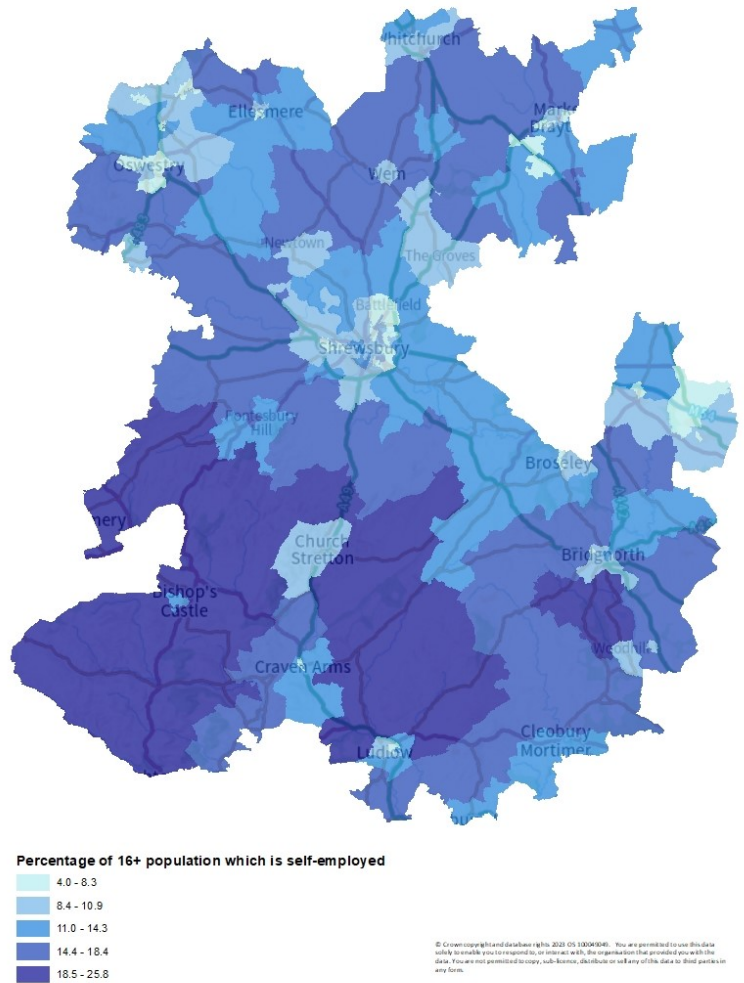 Whitchurch
Ellesmere
Oswestry
Wem
Newtown
The Groves
Battlefield
Shrewsbury
Pontesbury
Hill
Broseley
Church
Stretton
Bridgnorth
Bishop's
Castle
Craven Arms
Cleobury
Mortimer
Ludlow
Percentage of 16+ population which is self-employed
4.0 - 8.3
8.4 - 10.9
11.0 - 14.3
14.4 - 18.4
18.5 - 25.8
© Crown copyright and database rights 2023 OS 100049049. You are permitted to use this data
solely to enable you to respond to, or interact with, the organisation that provided you with the
data. You are not permitted to copy, sub-licence, distribute or sell any of this data to third parties in
any form.